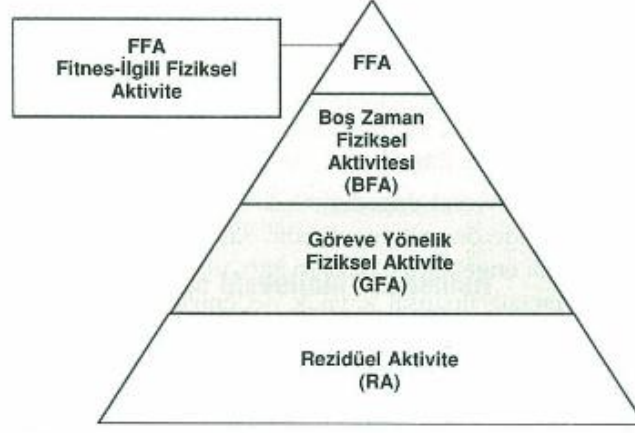 FFA
Fitnes-İlgili Fiziksel
Aktivite
FFA
Boş Zaman
Fiziksel
Aktivitesi
(BFA)
Göreve Yönelik
Fiziksel Aktivite
(GFA)
Rezidüel Aktivite
(RA)